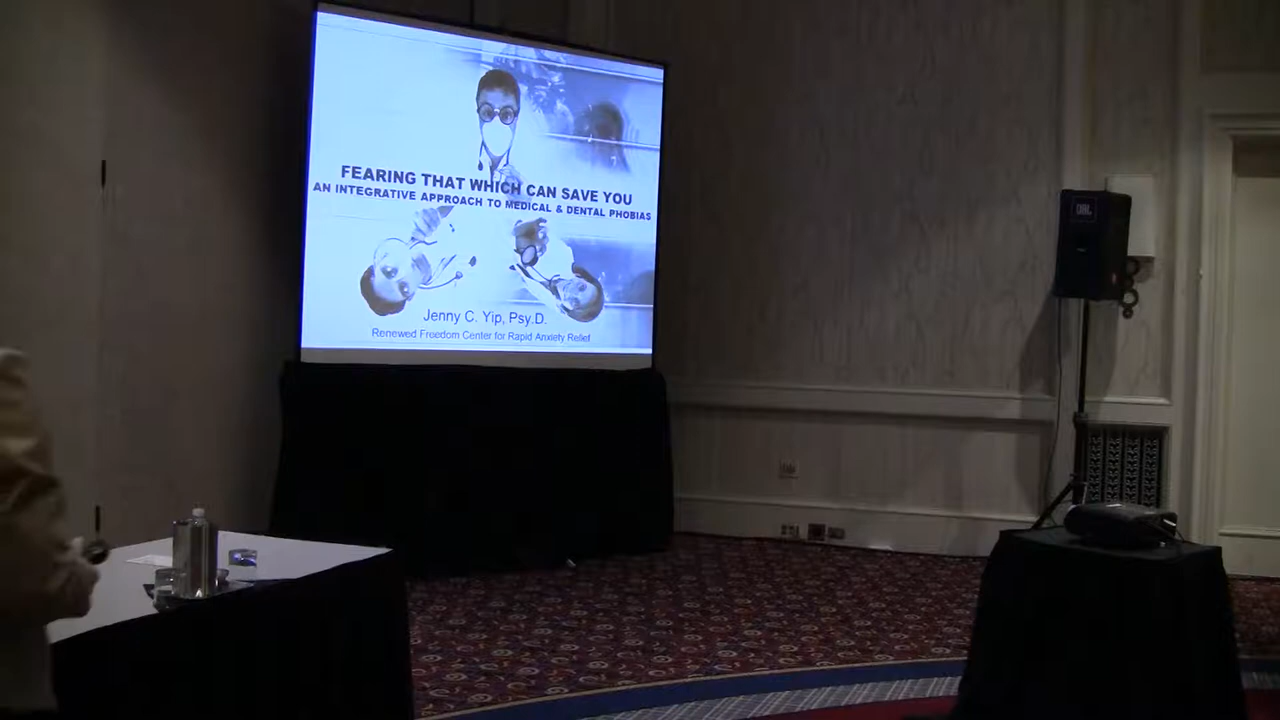 FEARING THAT WHICH CAN SAVE YOU
AN INTEGRATIVE APPROACH TO MEDICAL & DENTAL PHOBIAS
Jenny C. Yip, Psy.D.
Renewed Freedom Center for Rapid Anxiety Relief
JBL